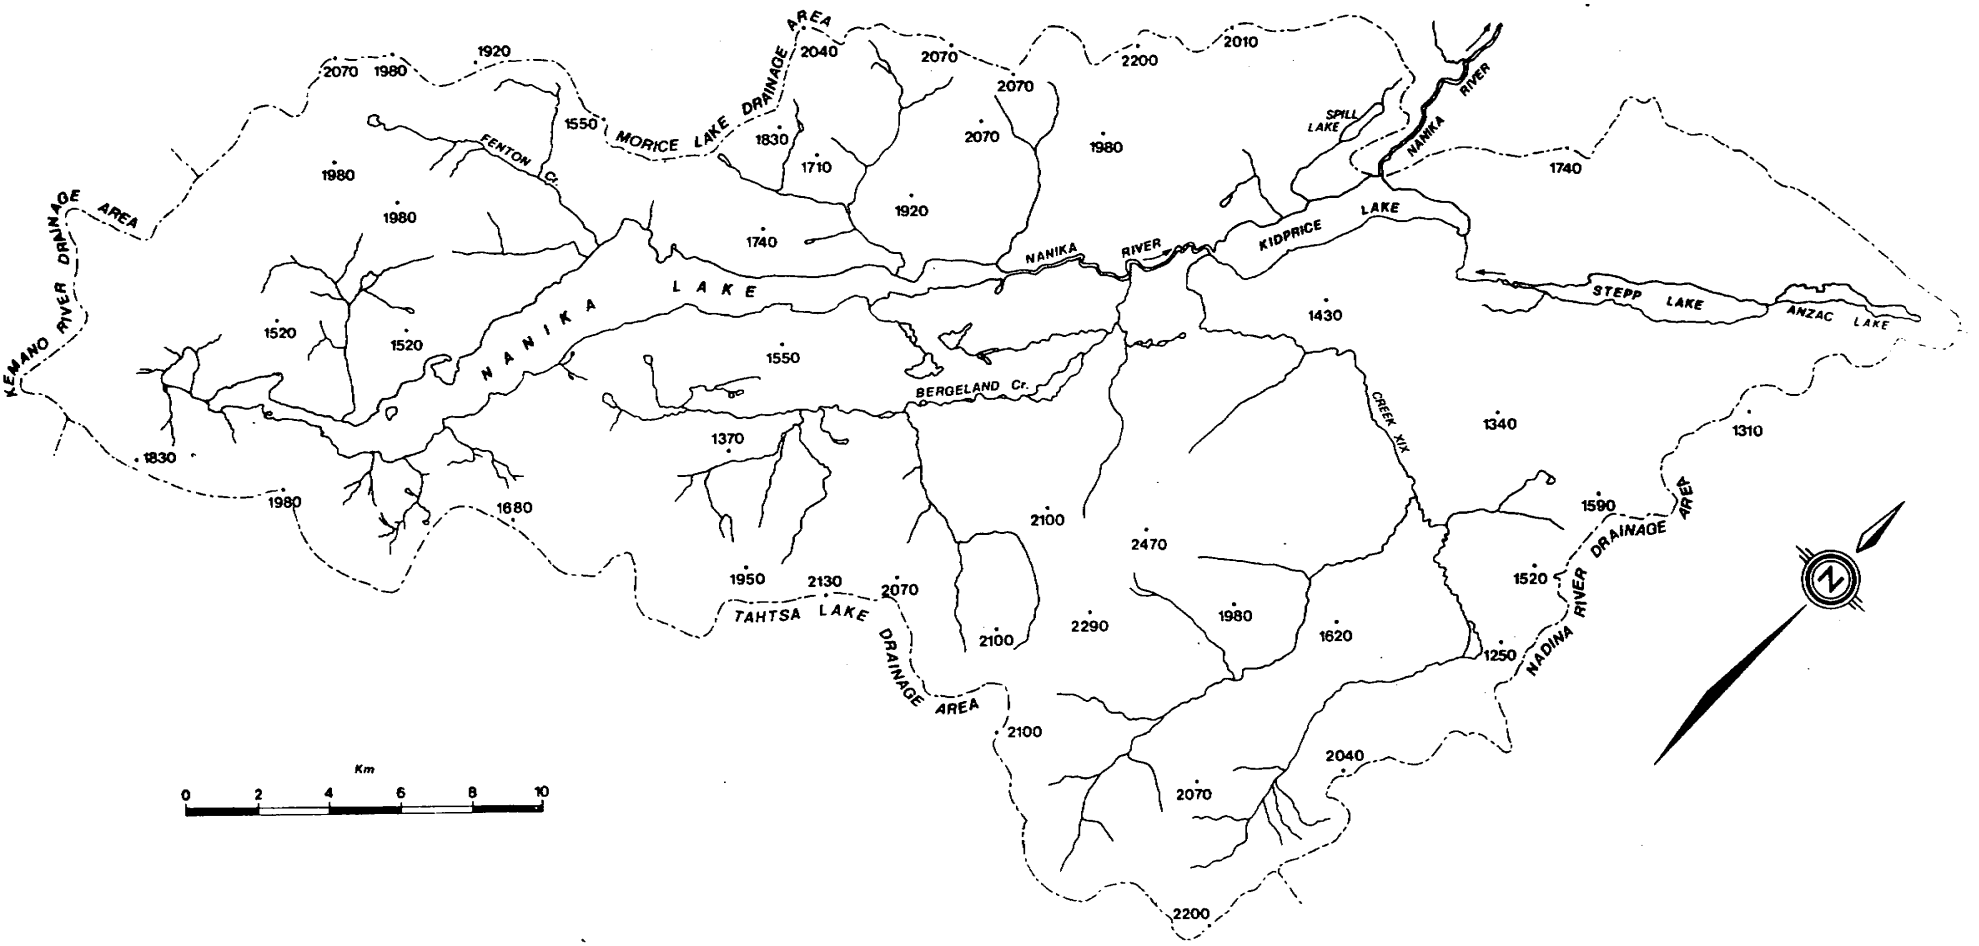 AREA
MORICE LAKE DRAINAGE
2040
2070
2010
2200
1920
2070
1980
2070
RIVER
NANIKA
SPILL
LAKE
1550
1830
2070
1980
1710
1740
FENTON
Cr.
1980
1980
1920
KEMANO RIVER DRAINAGE AREA
1740
KIDPRICE LAKE
NANIKA RIVER
NANIKA LAKE
STEPP LAKE
ANZAC LAKE
1430
1520
1520
1550
BERGELAND Cr.
CREEK XIX
1340
1310
1370
1830
1980
1680
1590
NADINA RIVER DRAINAGE AREA
2100
2470
1520
1950
2130
2070
TAHTSA LAKE DRAINAGE AREA
2100
2290
1980
1620
1250
2100
2040
2070
2200
N
Km
0 2 4 6 8 10